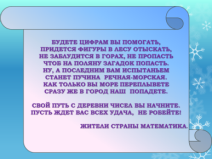 БУДЕТЕ ЦИФРАМ ВЫ ПОМОГАТЬ,
ПРИДЕТСЯ ФИГУРЫ В ЛЕСУ ОТЫСКАТЬ,
НЕ ЗАБЛУДИТСЯ В ГОРАХ, НЕ ПРОПАСТЬ
ЧТОБ НА ПОЛЯНУ ЗАГАДОК ПОПАСТЬ.
НУ, А ПОСЛЕДНИМ ВАМ ИСПЫТАНЬЕМ
СТАНЕТ ПУЧИНА РЕЧНАЯ-МОРСКАЯ.
КАК ТОЛЬКО ВЫ МОРЕ ПЕРЕПЛЫВЕТЕ
СРАЗУ ЖЕ В ГОРОД НАШ ПОПАДЕТЕ.
СВОЙ ПУТЬ С ДЕРЕВНИ ЧИСЕЛ ВЫ НАЧНИТЕ.
ПУСТЬ ЖДЕТ ВАС ВСЕХ УДАЧА, НЕ РОБЕЙТЕ!
ЖИТЕЛИ СТРАНЫ МАТЕМАТИКА.